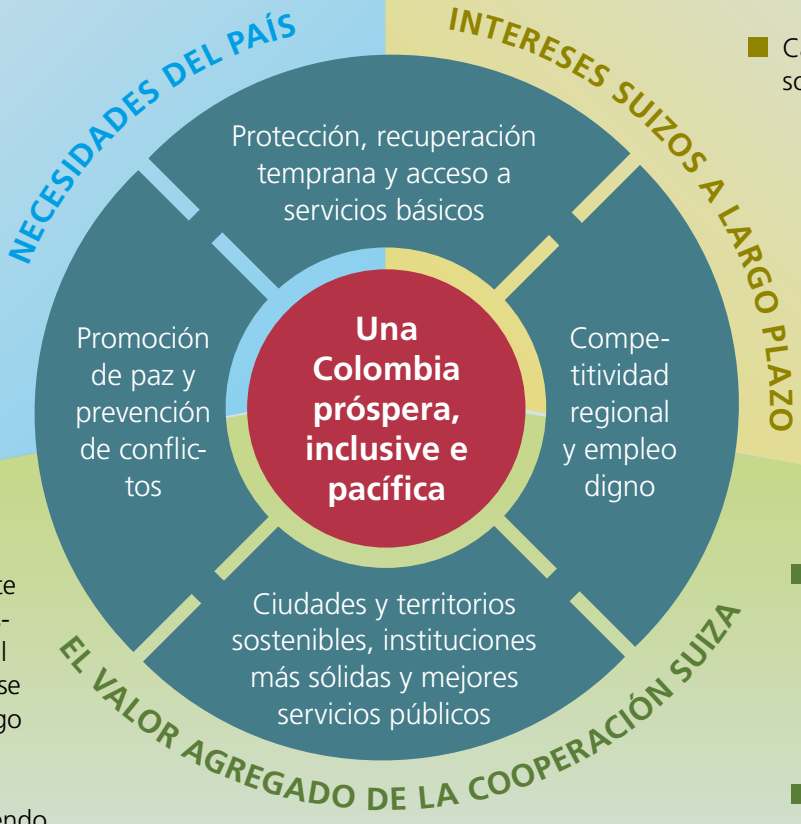 NECESIDADES DEL PAÍS
INTERESES SUIZOS A LARGO PLAZO
Protección, recuperación
temprana y acceso a
servicios básicos
Promoción
de paz y
prevención
de conflic-
tos
Una
Colombia
próspera,
inclusive e
pacífica
Compe-
titividad
regional
y empleo
digno
Ciudades y territorios
sostenibles, instituciones
más sólidas y mejores
servicios públicos
EL VALOR AGREGADO DE LA COOPERACIÓN SUIZA
se